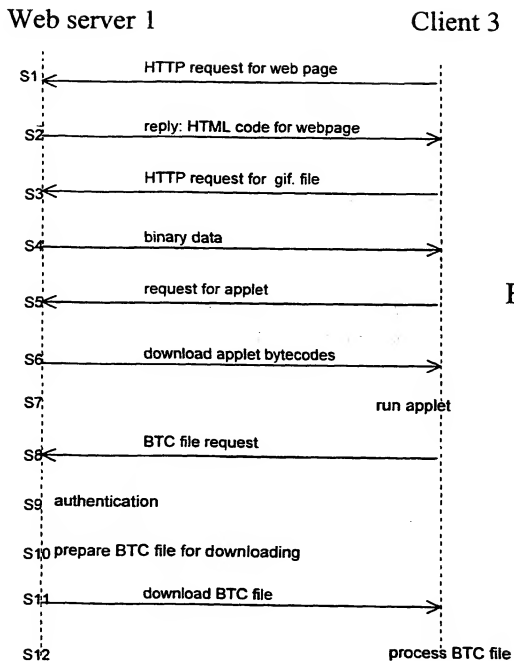 Web server 1 Client 3
S1 HTTP request for web page
S2 reply: HTML code for webpage
S3 HTTP request for gif. file
S4 binary data
S5 request for applet
S6 download applet bytecodes
S7 run applet
S8 BTC file request
S9 authentication
S10 prepare BTC file for downloading
S11 download BTC file
S12 process BTC file